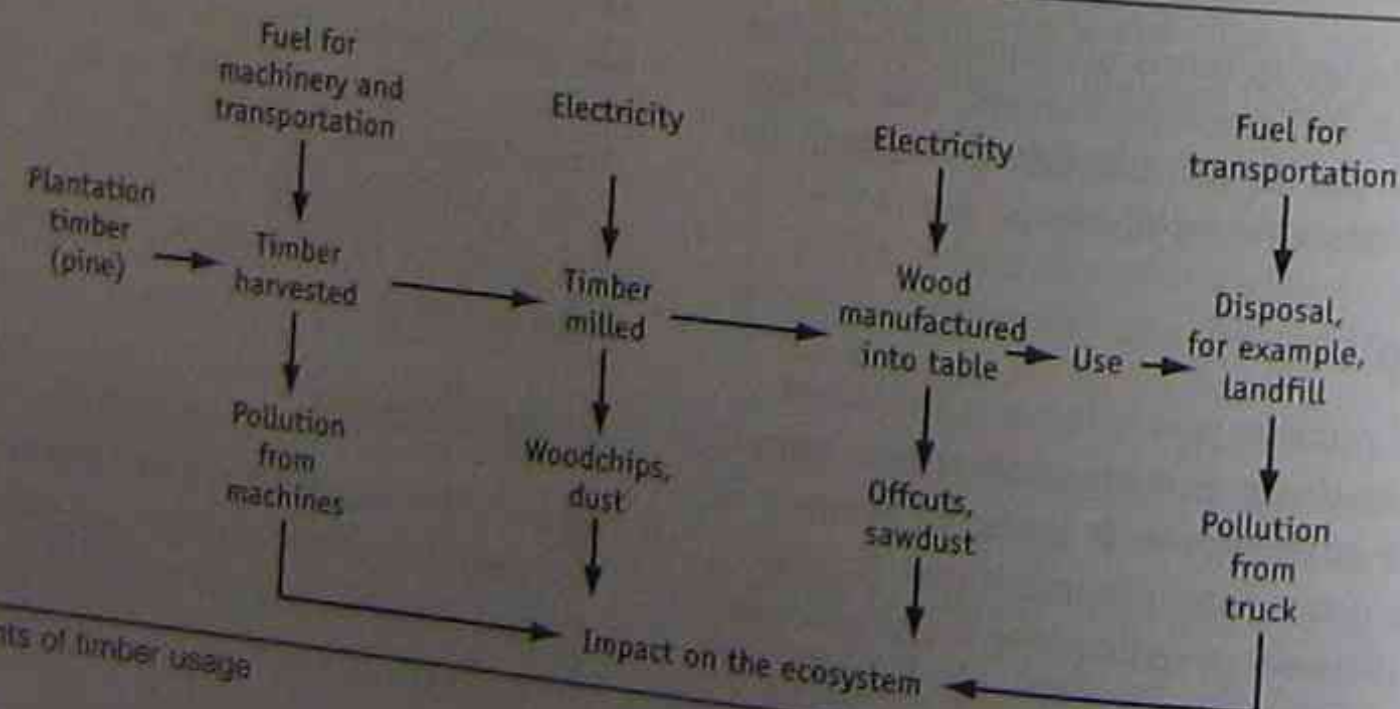 Fuel for
machinery and
transportation
Electricity
Electricity
Fuel for
transportation
Plantation
timber
(pine)
Timber
harvested
Timber
milled
Wood
manufactured
into table
Use
Disposal,
for example,
landfill
Pollution
from
machines
Woodchips,
dust
Offcuts,
sawdust
Pollution
from
truck
Impact on the ecosystem
of timber usage